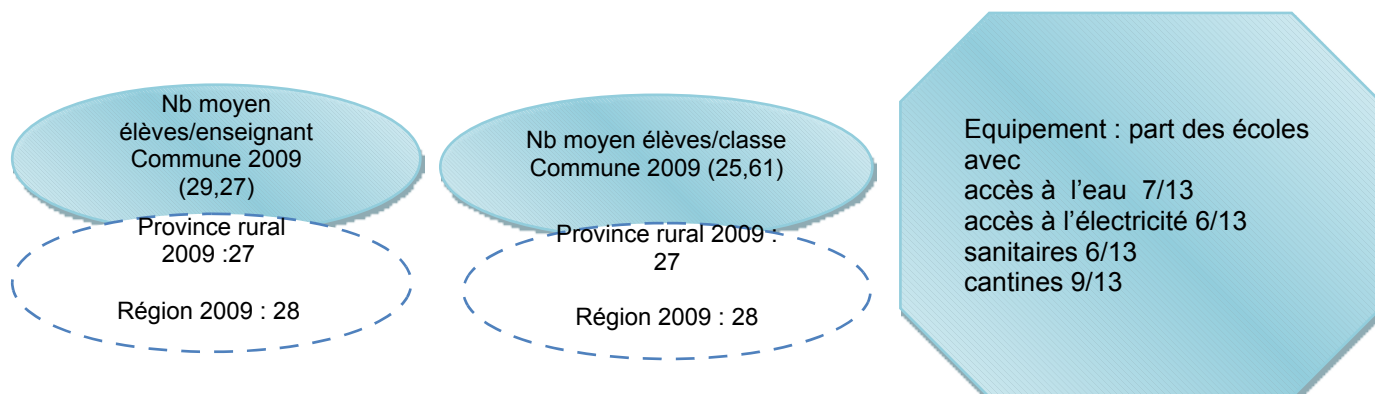 Nb moyen
élèves/enseignant
Commune 2009
(29,27)
Province rural
2009 :27
Région 2009 : 28
Nb moyen élèves/classe
Commune 2009 (25,61)
Province rural 2009 :
27
Région 2009 : 28
Equipement : part des écoles
avec
accès à l’eau 7/13
accès à l’électricité 6/13
sanitaires 6/13
cantines 9/13